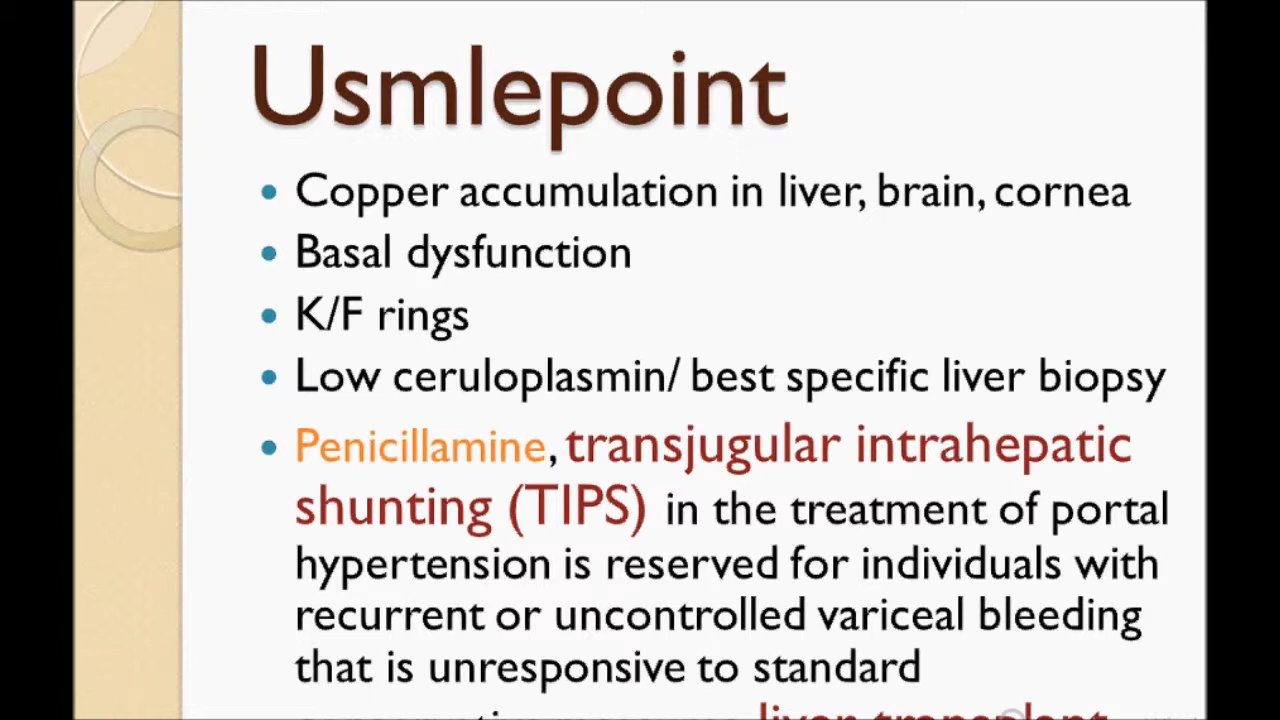 Usmlepoint
• Copper accumulation in liver, brain, cornea
• Basal dysfunction
• K/F rings
• Low ceruloplasmin/ best specific liver biopsy
• Penicillamine, transjugular intrahepatic
shunting (TIPS) in the treatment of portal
hypertension is reserved for individuals with
recurrent or uncontrolled variceal bleeding
that is unresponsive to standard
liver transplant